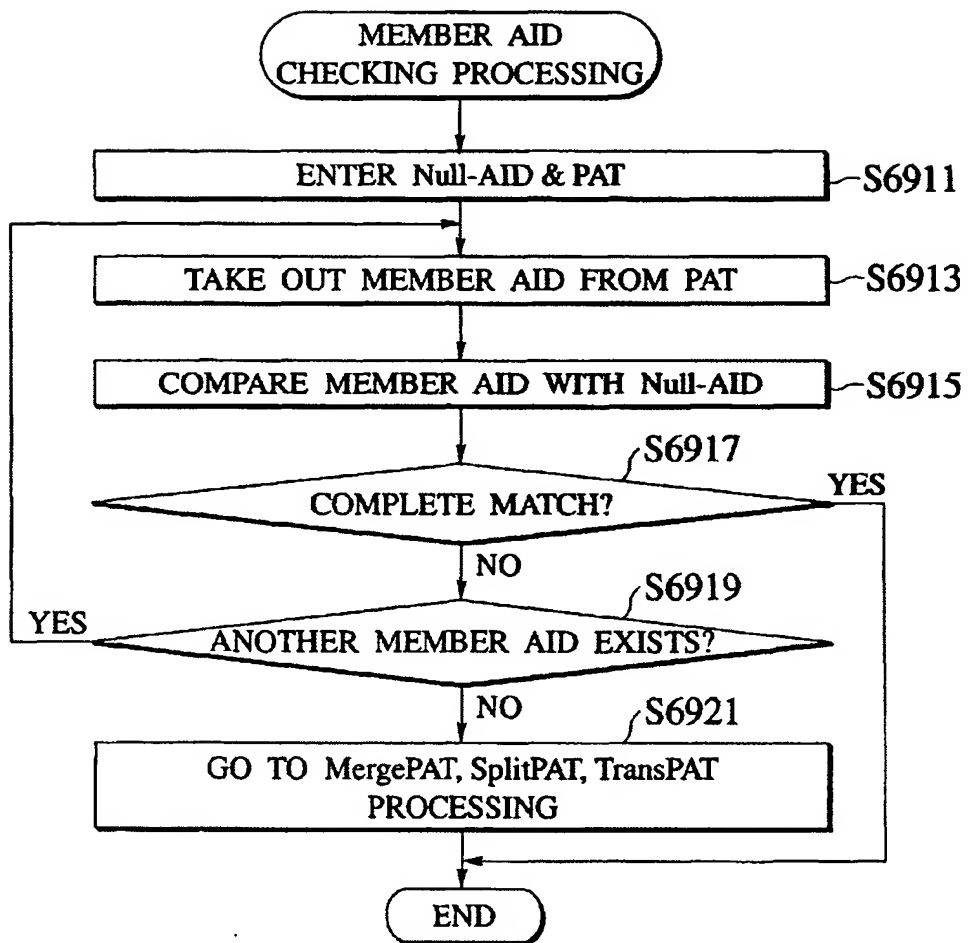 MEMBER AID
CHECKING PROCESSING
ENTER Null-AID & PAT
S6911
TAKE OUT MEMBER AID FROM PAT
S6913
COMPARE MEMBER AID WITH Null-AID
S6915
S6917
COMPLETE MATCH?
YES
NO
S6919
YES
ANOTHER MEMBER AID EXISTS?
NO
S6921
GO TO MergePAT, SplitPAT, TransPAT
PROCESSING
END